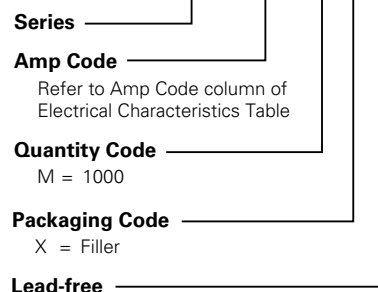 Series
Amp Code
Refer to Amp Code column of
Electrical Characteristics Table
Quantity Code
M = 1000
Packaging Code
X = Filler
Lead-free